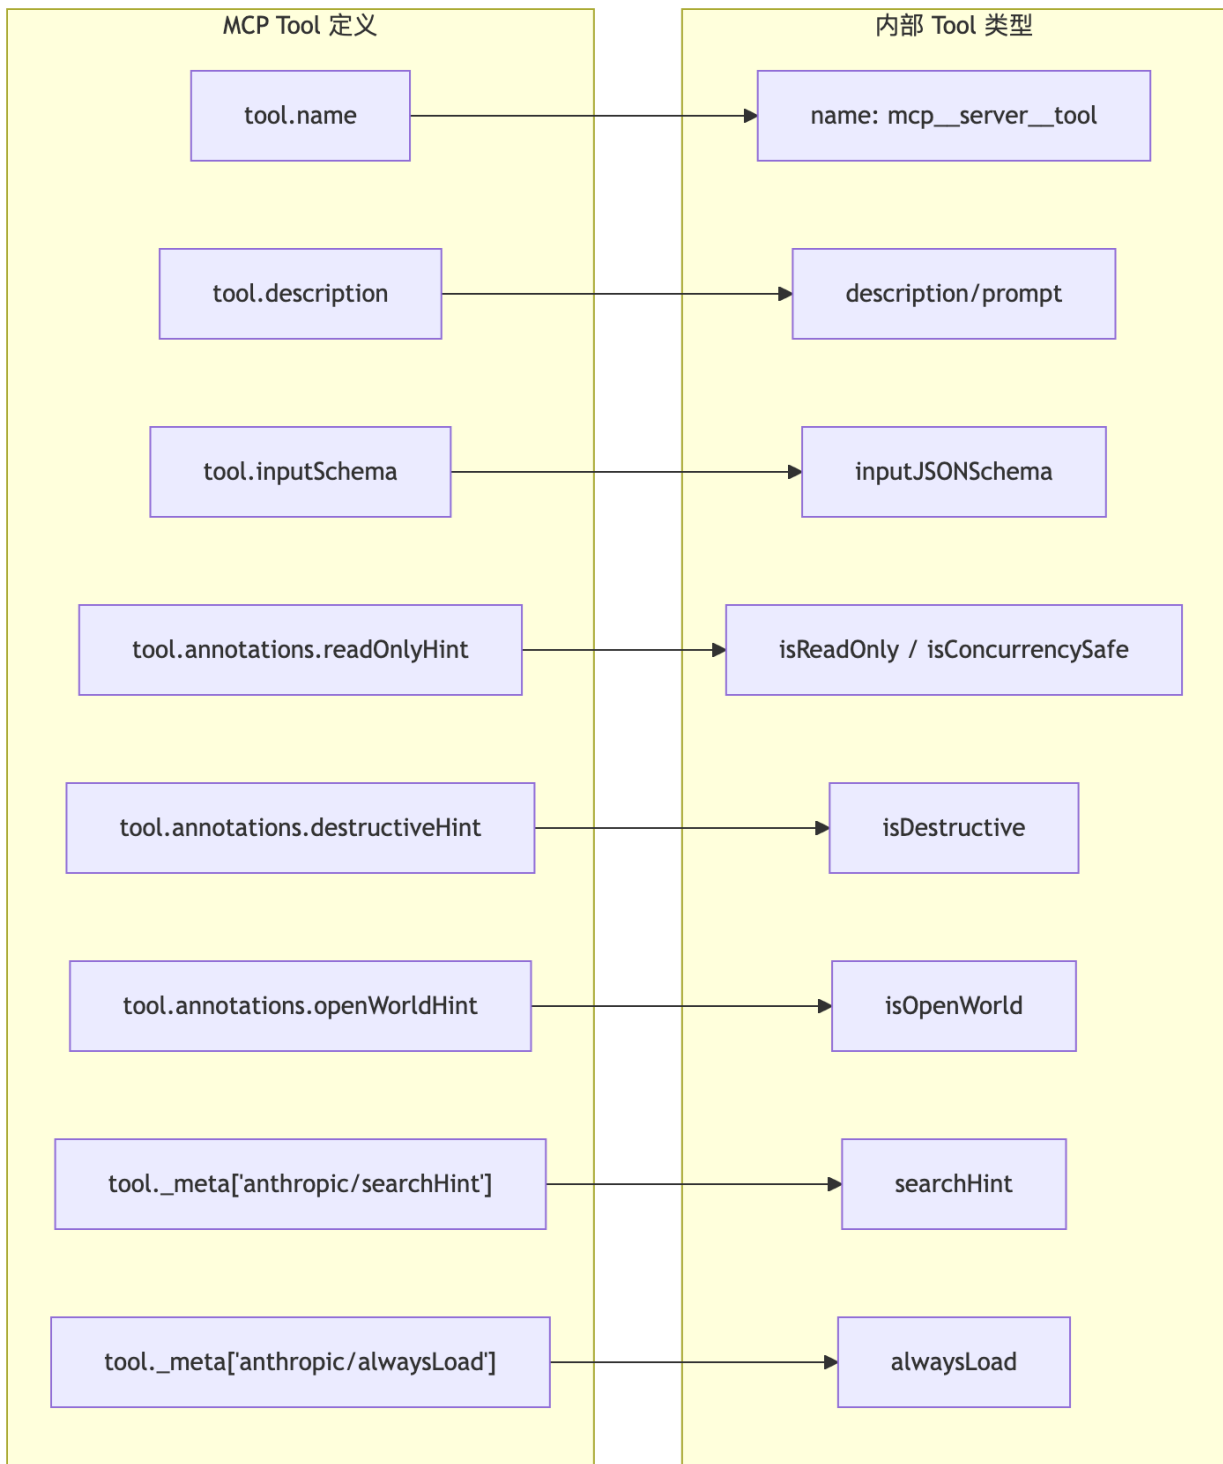 MCP Tool 定义
内部 Tool 类型
tool.name
name: mcp__server__tool
tool.description
description/prompt
tool.inputSchema
inputJSONSchema
tool.annotations.readOnlyHint
isReadOnly / isConcurrencySafe
tool.annotations.destructiveHint
isDestructive
tool.annotations.openWorldHint
isOpenWorld
tool._meta['anthropic/searchHint']
searchHint
tool._meta['anthropic/alwaysLoad']
alwaysLoad